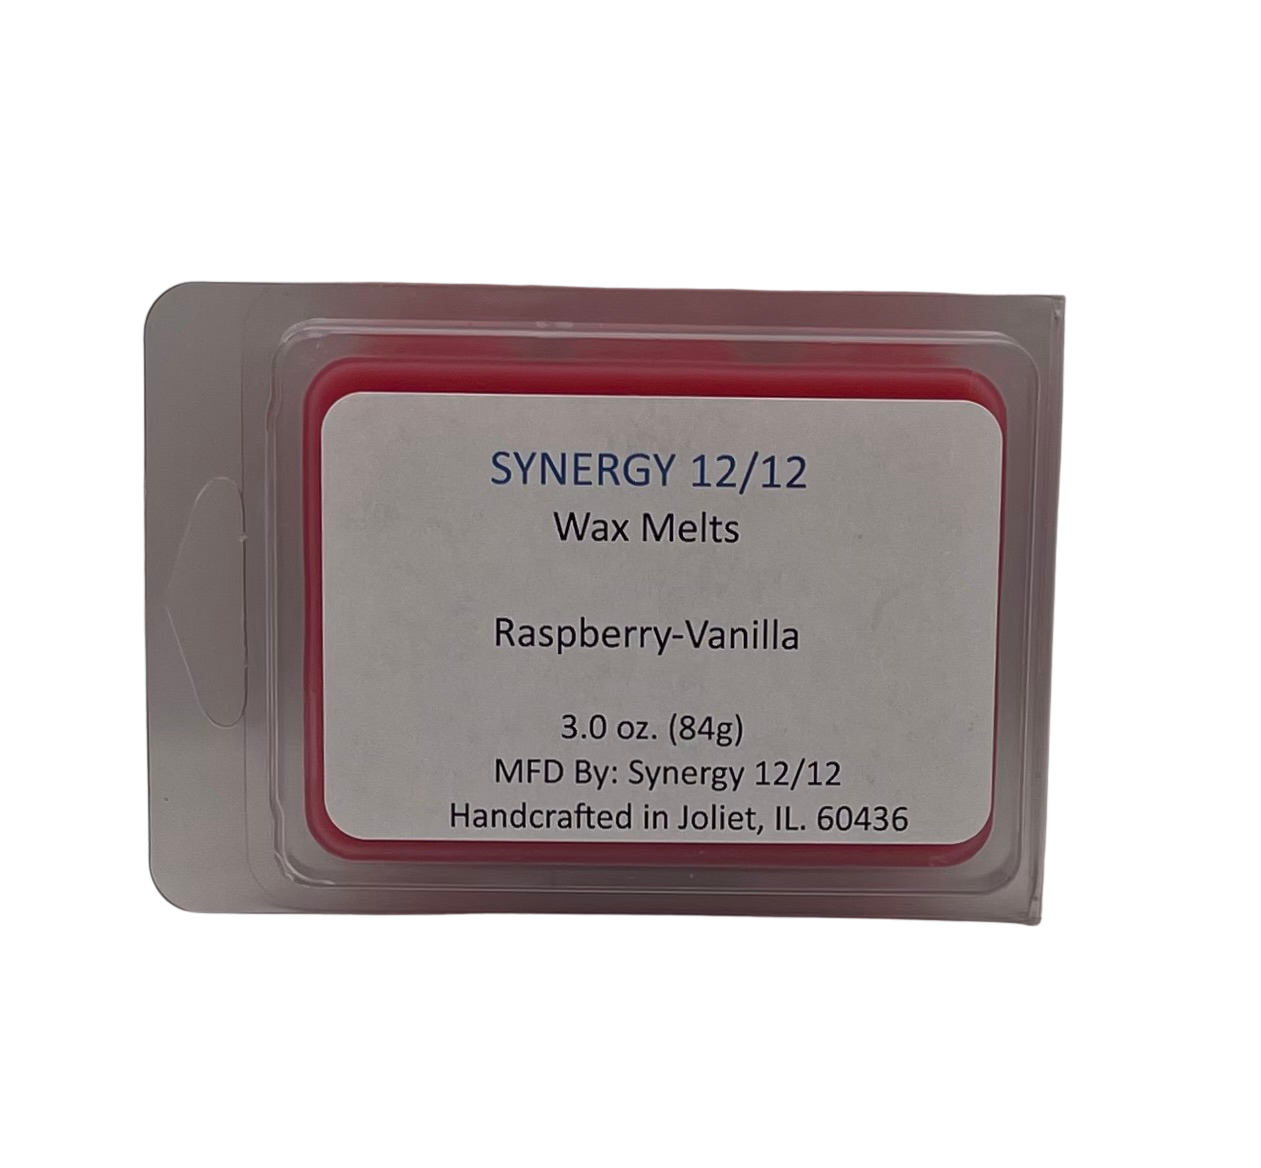 SYNERGY 12/12
Wax Melts
Raspberry-Vanilla
3.0 oz. (84g)
MFD By: Synergy 12/12
Handcrafted in Joliet, IL. 60436